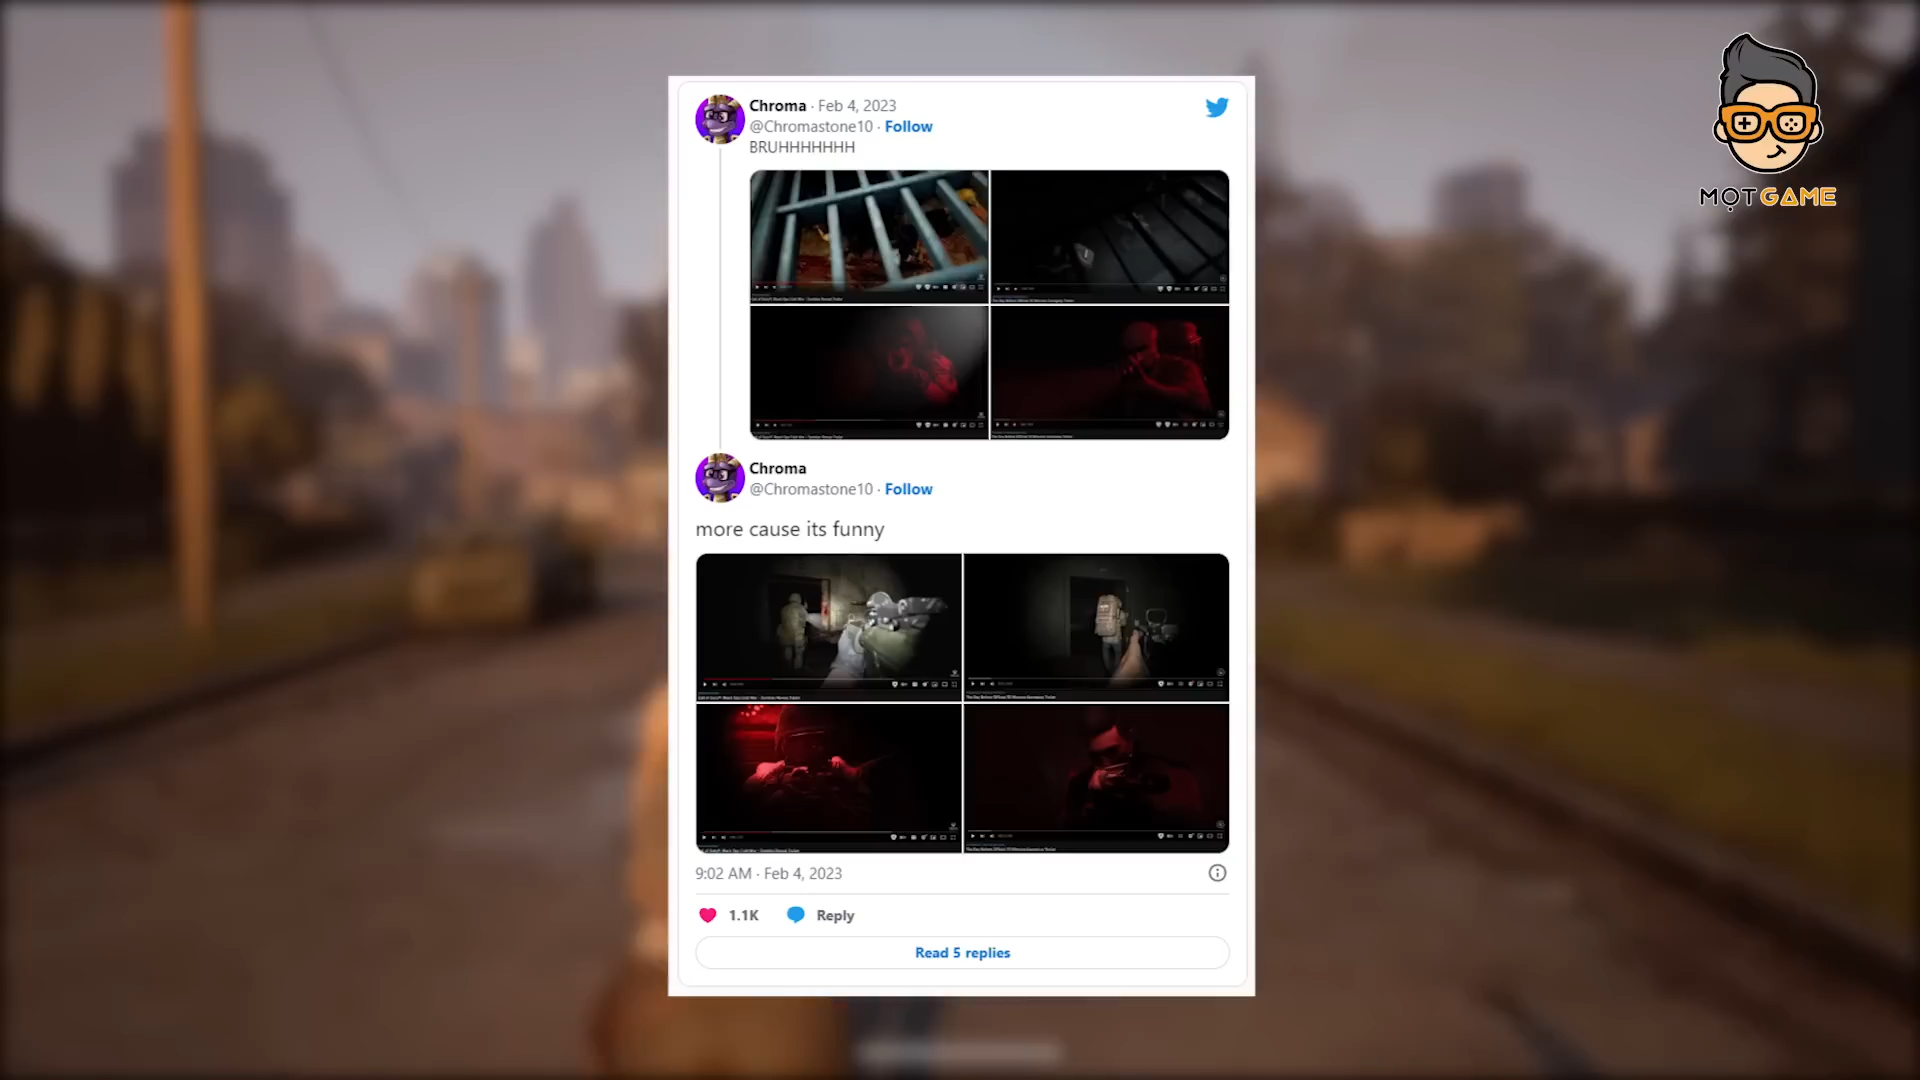 MỌTGAME
Chroma · Feb 4, 2023
@Chromastone10 · Follow
BRUHHHHHHH
Chroma
@Chromastone10 · Follow
more cause its funny
9:02 AM · Feb 4, 2023
1.1K
Reply
Read 5 replies